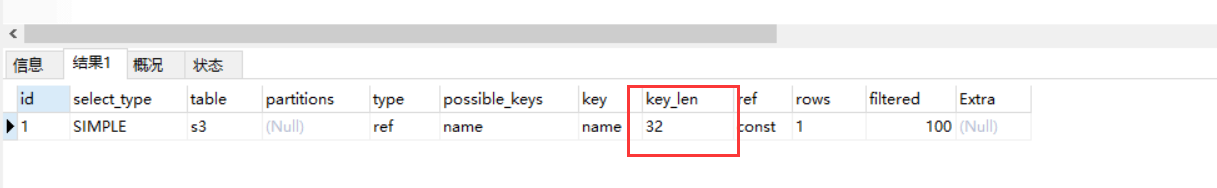 信息 结果1 概况 状态
id select_type table partitions type possible_keys key key_len ref rows filtered Extra
1 SIMPLE s3 (Null) ref name name 32 const 1 100 (Null)